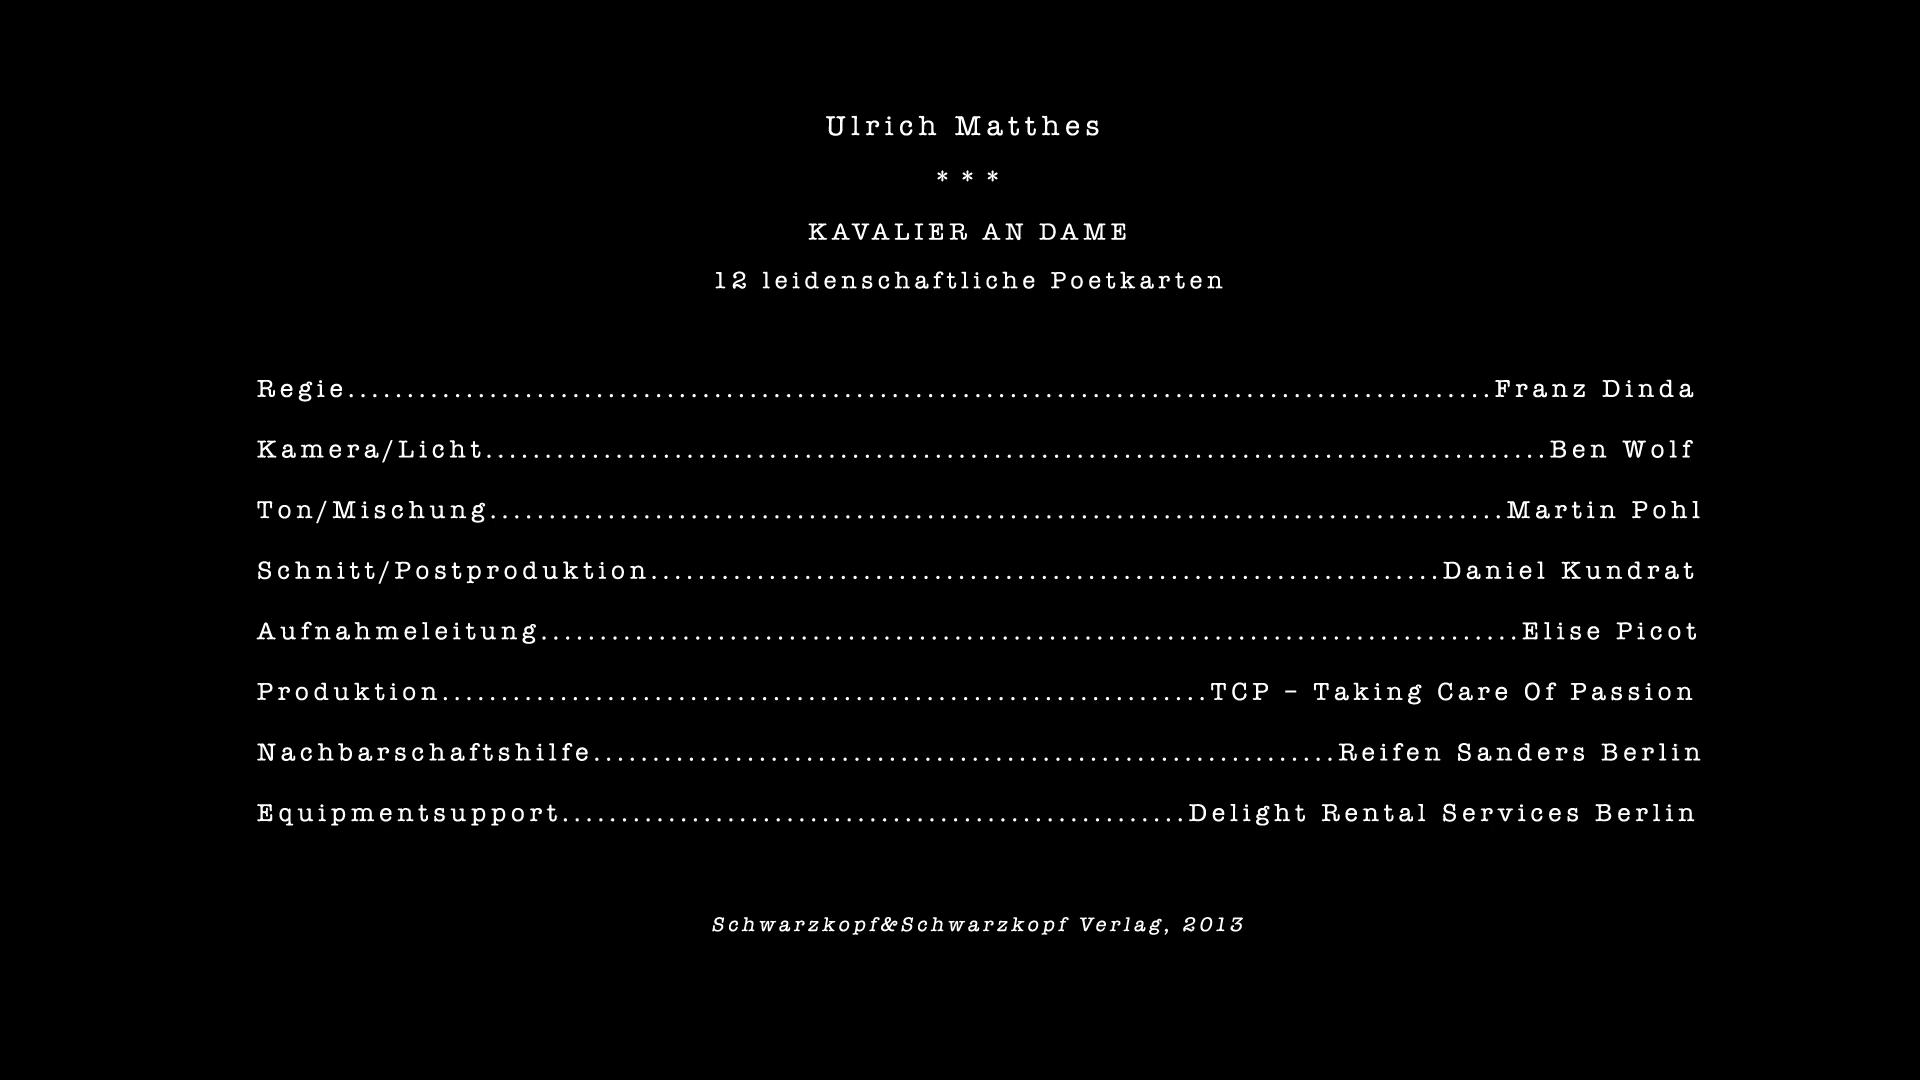 Ulrich Matthes
* * *
KAVALIER AN DAME
12 leidenschaftliche Poetkarten
Regie..................................................................................................Franz Dinda
Kamera/Licht...........................................................................................Ben Wolf
Ton/Mischung.......................................................................................Martin Pohl
Schnitt/Postproduktion...................................................................Daniel Kundrat
Aufnahmeleitung....................................................................................Elise Picot
Produktion.................................................................TCP – Taking Care Of Passion
Nachbarschaftshilfe...............................................................Reifen Sanders Berlin
Equipmentsupport.....................................................Delight Rental Services Berlin
Schwarzkopf&Schwarzkopf Verlag, 2013